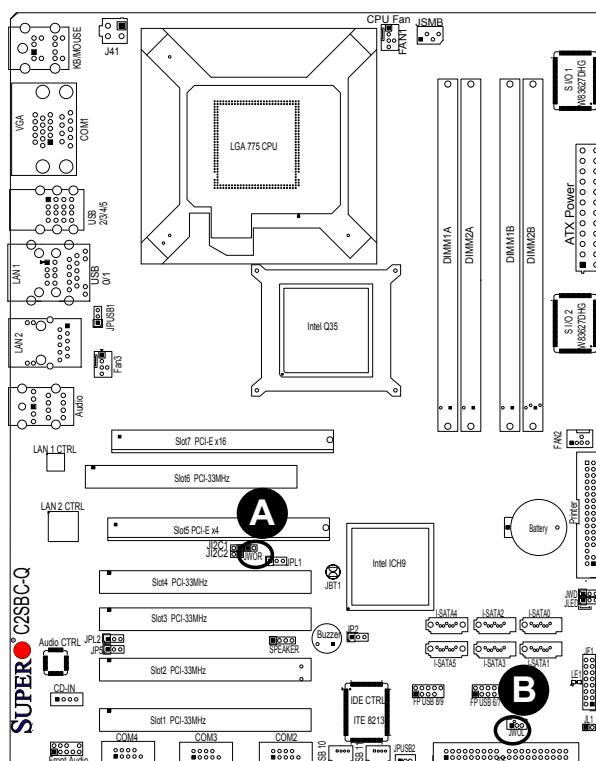 CPU Fan
JSMB
J41
FAN1
KB/MOUSE
VGA
COM1
LGA 775 CPU
S I/O 1
W83627DHG
USB
2/3/4/5
ATX Power
DIMM1A
DIMM2A
DIMM1B
DIMM2B
LAN 1
USB
0/1
JPUSB1
Intel Q35
S I/O 2
W83627DHG
LAN 2
Fan3
Audio
FAN2
Slot7 PCI-E x16
LAN 1 CTRL
Slot6 PCI-33MHz
LAN 2 CTRL
A
Slot5 PCI-E x4
Battery
Printer
JI2C1
JI2C2
JWOR
JPL1
Intel ICH9
JBT1
Slot4 PCI-33MHz
JWD
JLED
Slot3 PCI-33MHz
I-SATA4
I-SATA2
I-SATA0
SUPER C2SBC-Q
Audio CTRL
JPL2
JP5
SPEAKER
Buzzer
JP2
I-SATA5
I-SATA3
I-SATA1
JF1
Slot2 PCI-33MHz
LE1
CD-IN
IDE CTRL
ITE 8213
FP USB 8/9
FP USB 6/7
B
JWOL
JL1
Slot1 PCI-33MHz
COM4
COM3
COM2
JPUSB2
Front Audio